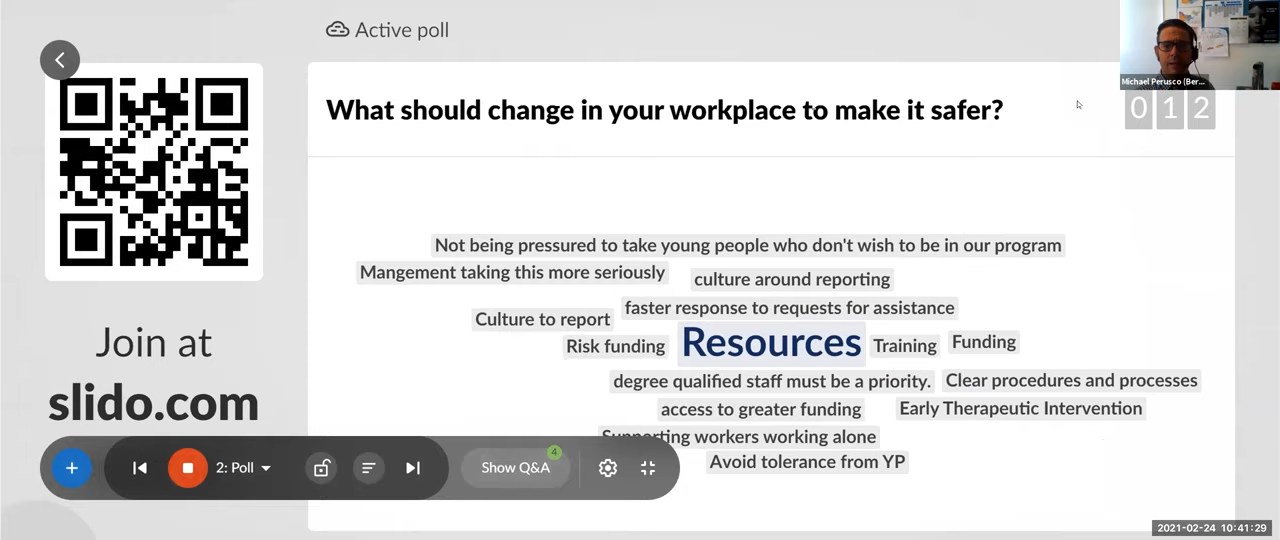 Active poll
Michael Perusco (Ber...
What should change in your workplace to make it safer?
0 1 2
Not being pressured to take young people who don't wish to be in our program
Mangement taking this more seriously
culture around reporting
faster response to requests for assistance
Culture to report
Resources
Risk funding
Training
Funding
degree qualified staff must be a priority.
Clear procedures and processes
access to greater funding
Early Therapeutic Intervention
Supporting workers working alone
Avoid tolerance from YP
Join at
slido.com
2: Poll
Show Q&A
4
2021-02-24 10:41:29